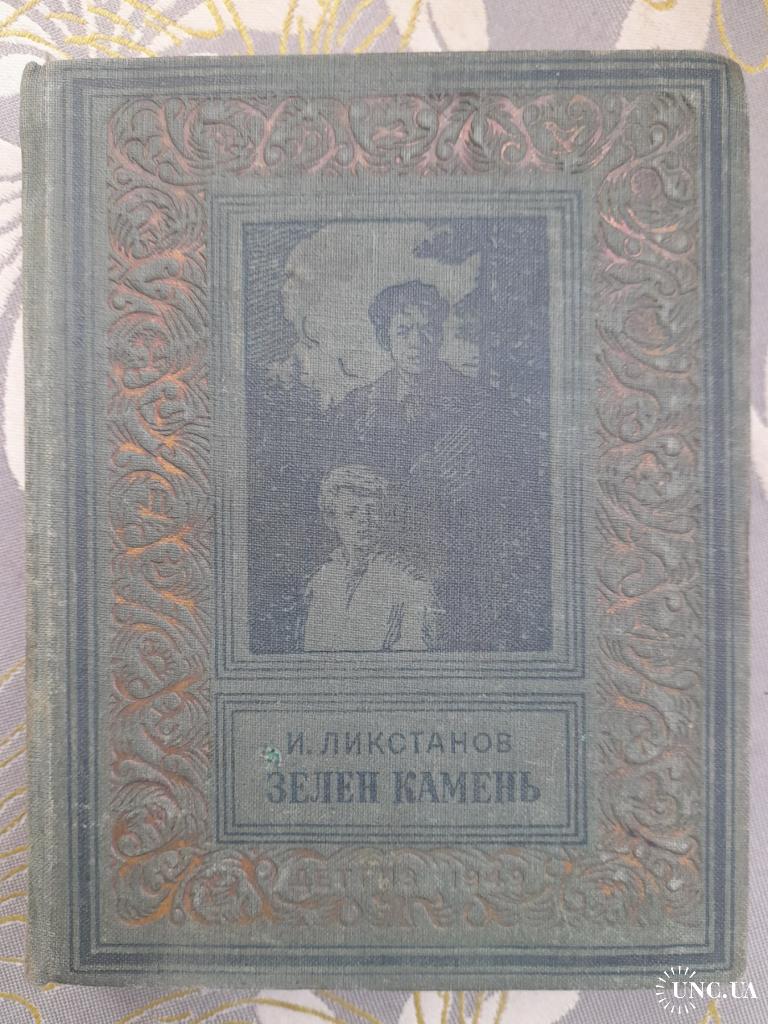 И. ЛИКСТАНОВ
ЗЕЛЕН КАМЕНЬ
ДЕТГИЗ 1949
UNC.UA